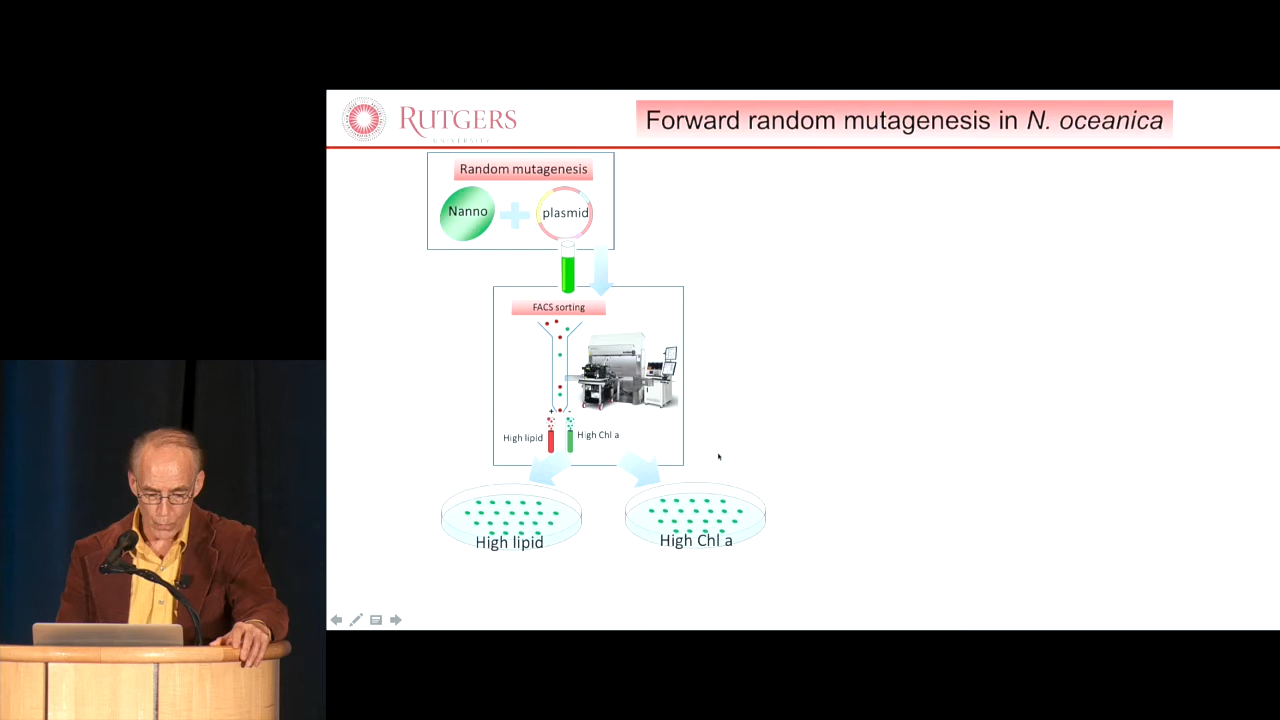 RUTGERS
UNIVERSITY
Forward random mutagenesis in N. oceanica
Random mutagenesis
Nanno
plasmid
FACS sorting
+ -
High lipid
High Chl a
High lipid
High Chl a